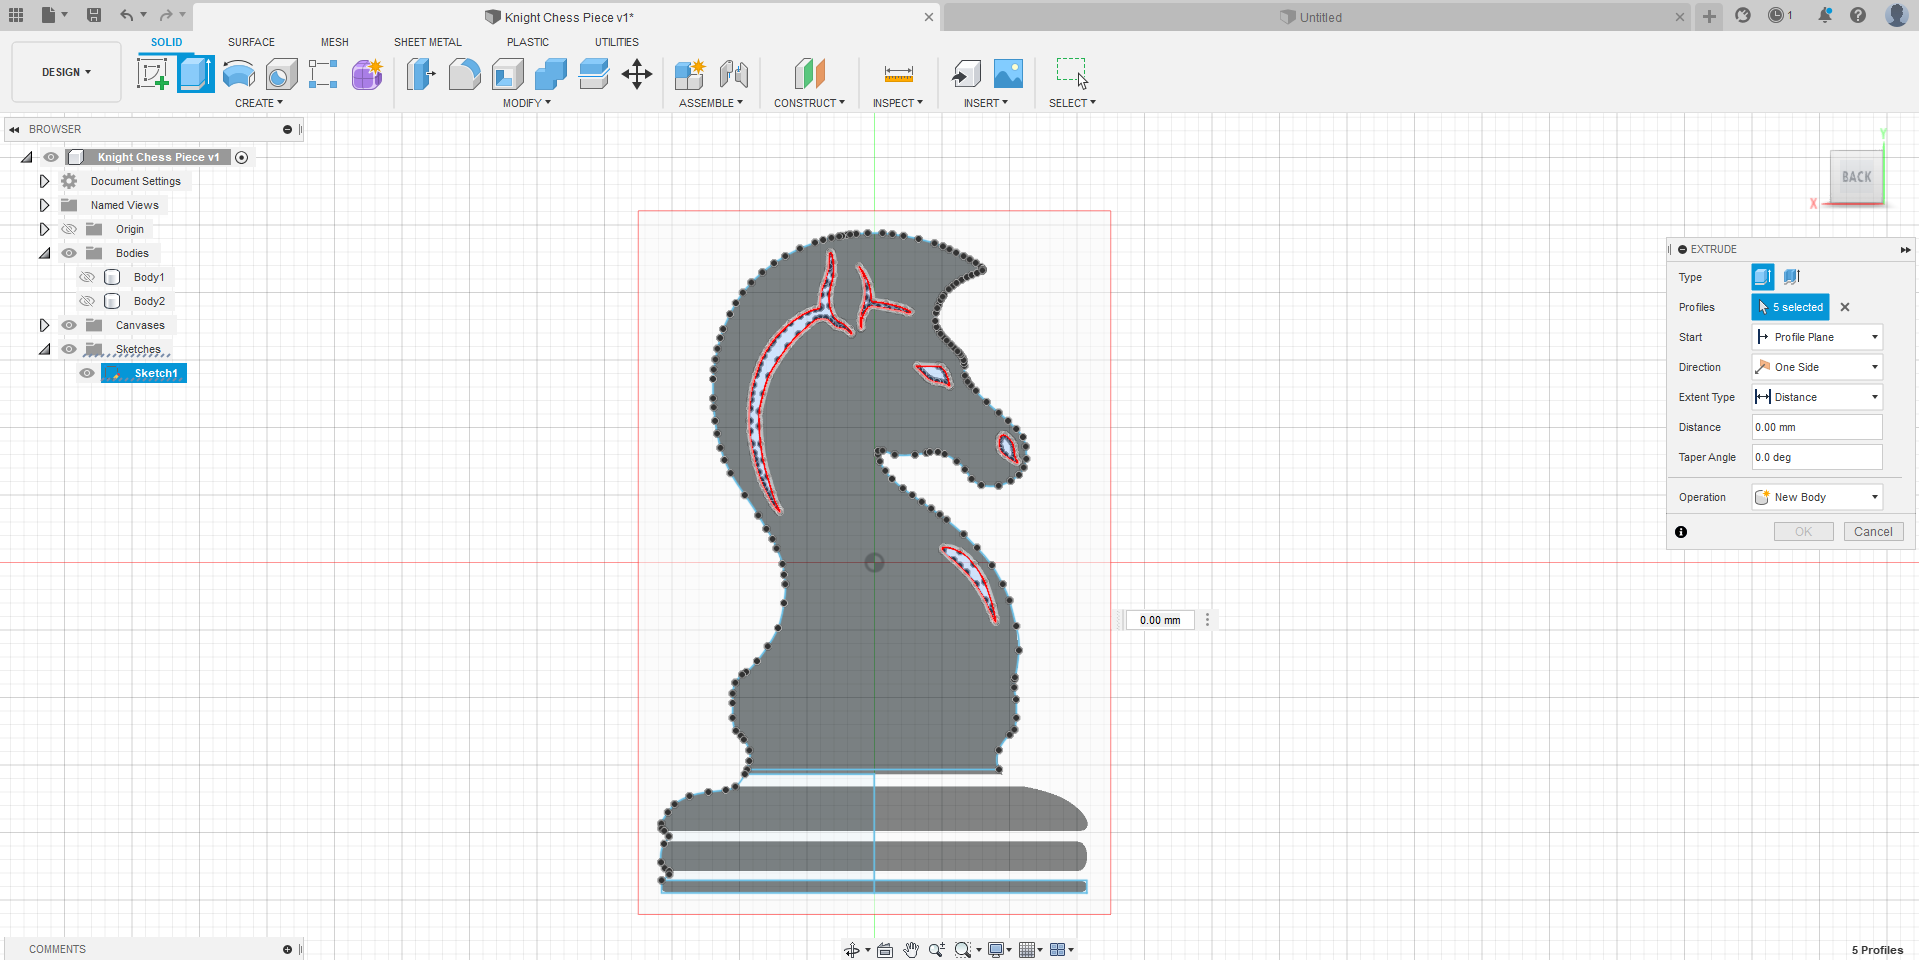 Knight Chess Piece v1*
Untitled
1
DESIGN
SOLID
SURFACE
MESH
SHEET METAL
PLASTIC
UTILITIES
CREATE
MODIFY
ASSEMBLE
CONSTRUCT
INSPECT
INSERT
SELECT
BROWSER
Knight Chess Piece v1
Document Settings
Named Views
Origin
Bodies
Body1
Body2
Canvases
Sketches
Sketch1
Y
BACK
X
EXTRUDE
Type
Profiles
5 selected
Start
Profile Plane
Direction
One Side
Extent Type
Distance
Distance
0.00 mm
Taper Angle
0.0 deg
Operation
New Body
OK
Cancel
0.00 mm
COMMENTS
5 Profiles